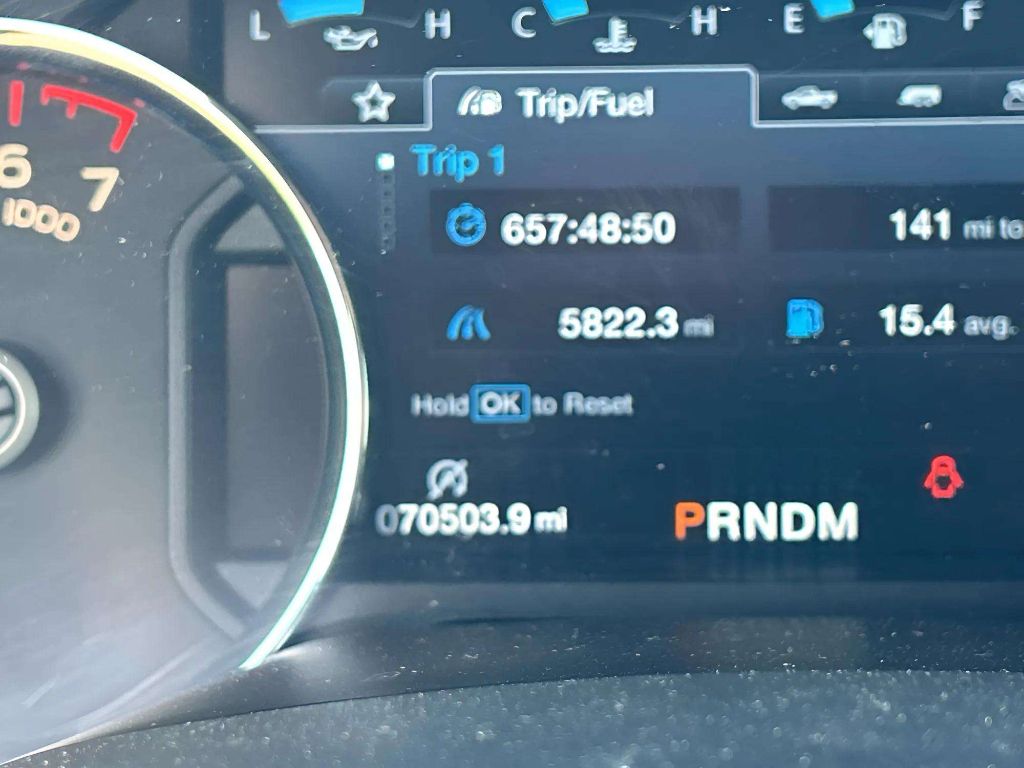 L H C H E F
Trip/Fuel
Trip 1
6 7
1000
657:48:50 141 mi to
5822.3 mi 15.4 avg.
Hold OK to Reset
070503.9 mi PRNDM